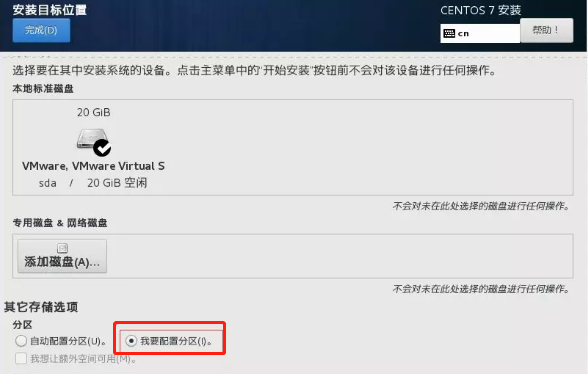 安装目标位置
CENTOS 7 安装
完成(D)
cn
帮助！
选择要在其中安装系统的设备。点击主菜单中的“开始安装”按钮前不会对该设备进行任何操作。
本地标准磁盘
20 GiB
VMware, VMware Virtual S
sda / 20 GiB 空闲
不会对未在此处选择的磁盘进行任何操作。
专用磁盘 & 网络磁盘
添加磁盘(A)...
不会对未在此处选择的磁盘进行任何操作。
其它存储选项
分区
自动配置分区(U)。 我要配置分区(I)。
我想让额外空间可用(M)。